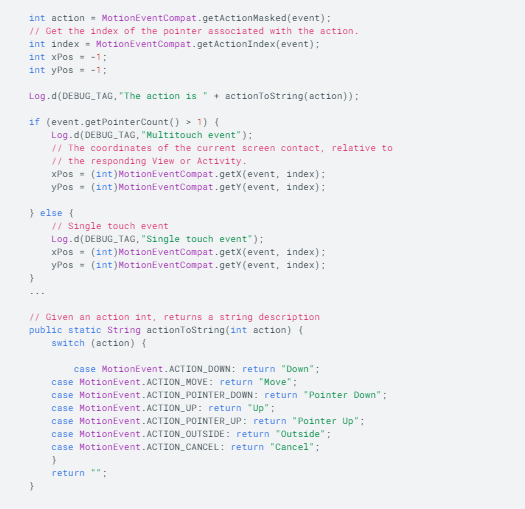 int action = MotionEventCompat.getActionMasked(event);
// Get the index of the pointer associated with the action.
int index = MotionEventCompat.getActionIndex(event);
int xPos = -1;
int yPos = -1;

Log.d(DEBUG_TAG,"The action is " + actionToString(action));

if (event.getPointerCount() > 1) {
    Log.d(DEBUG_TAG,"Multitouch event");
    // The coordinates of the current screen contact, relative to
    // the responding View or Activity.
    xPos = (int)MotionEventCompat.getX(event, index);
    yPos = (int)MotionEventCompat.getY(event, index);

} else {
    // Single touch event
    Log.d(DEBUG_TAG,"Single touch event");
    xPos = (int)MotionEventCompat.getX(event, index);
    yPos = (int)MotionEventCompat.getY(event, index);
}
...

// Given an action int, returns a string description
public static String actionToString(int action) {
    switch (action) {

        case MotionEvent.ACTION_DOWN: return "Down";
    case MotionEvent.ACTION_MOVE: return "Move";
    case MotionEvent.ACTION_POINTER_DOWN: return "Pointer Down";
    case MotionEvent.ACTION_UP: return "Up";
    case MotionEvent.ACTION_POINTER_UP: return "Pointer Up";
    case MotionEvent.ACTION_OUTSIDE: return "Outside";
    case MotionEvent.ACTION_CANCEL: return "Cancel";
    }
    return "";
}